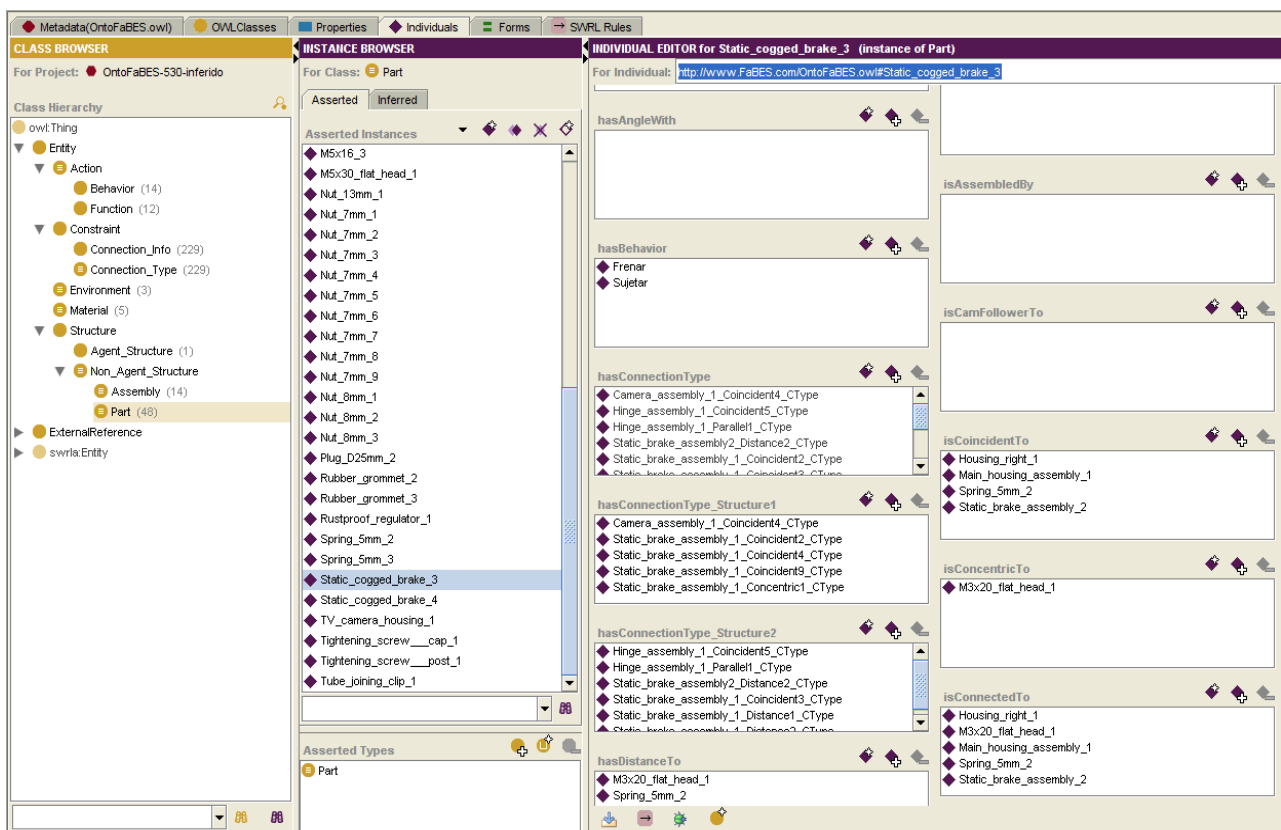 Metadata(OntoFaBES.owl) OWLClasses Properties Individuals Forms SWRL Rules
CLASS BROWSER
For Project: OntoFaBES-530-inferido
Class Hierarchy
owl:Thing
Entity
Action
Behavior (14)
Function (12)
Constraint
Connection_Info (229)
Connection_Type (229)
Environment (3)
Material (5)
Structure
Agent_Structure (1)
Non_Agent_Structure
Assembly (14)
Part (48)
ExternalReference
swrla:Entity
INSTANCE BROWSER
For Class: Part
Asserted Inferred
Asserted Instances
M5x16_3
M5x30_flat_head_1
Nut_13mm_1
Nut_7mm_1
Nut_7mm_2
Nut_7mm_3
Nut_7mm_4
Nut_7mm_5
Nut_7mm_6
Nut_7mm_7
Nut_7mm_8
Nut_7mm_9
Nut_8mm_1
Nut_8mm_2
Nut_8mm_3
Plug_D25mm_2
Rubber_grommet_2
Rubber_grommet_3
Rustproof_regulator_1
Spring_5mm_2
Spring_5mm_3
Static_cogged_brake_3
Static_cogged_brake_4
TV_camera_housing_1
Tightening_screw___cap_1
Tightening_screw___post_1
Tube_joining_clip_1
Asserted Types
Part
INDIVIDUAL EDITOR for Static_cogged_brake_3 (instance of Part)
For Individual: http://www.FaBES.com/OntoFaBES.owl#Static_cogged_brake_3
hasAngleWith
hasBehavior
Frenar
Sujetar
hasConnectionType
Camera_assembly_1_Coincident4_CType
Hinge_assembly_1_Coincident5_CType
Hinge_assembly_1_Parallel1_CType
Static_brake_assembly2_Distance2_CType
Static_brake_assembly_1_Coincident2_CType
Static_brake_assembly_1_Coincident3_CType
hasConnectionType_Structure1
Camera_assembly_1_Coincident4_CType
Static_brake_assembly_1_Coincident2_CType
Static_brake_assembly_1_Coincident4_CType
Static_brake_assembly_1_Coincident9_CType
Static_brake_assembly_1_Concentric1_CType
hasConnectionType_Structure2
Hinge_assembly_1_Coincident5_CType
Hinge_assembly_1_Parallel1_CType
Static_brake_assembly2_Distance2_CType
Static_brake_assembly_1_Coincident3_CType
Static_brake_assembly_1_Distance1_CType
Static_brake_assembly_1_Distance2_CType
hasDistanceTo
M3x20_flat_head_1
Spring_5mm_2
isAssembledBy
isCamFollowerTo
isCoincidentTo
Housing_right_1
Main_housing_assembly_1
Spring_5mm_2
Static_brake_assembly_2
isConcentricTo
M3x20_flat_head_1
isConnectedTo
Housing_right_1
M3x20_flat_head_1
Main_housing_assembly_1
Spring_5mm_2
Static_brake_assembly_2